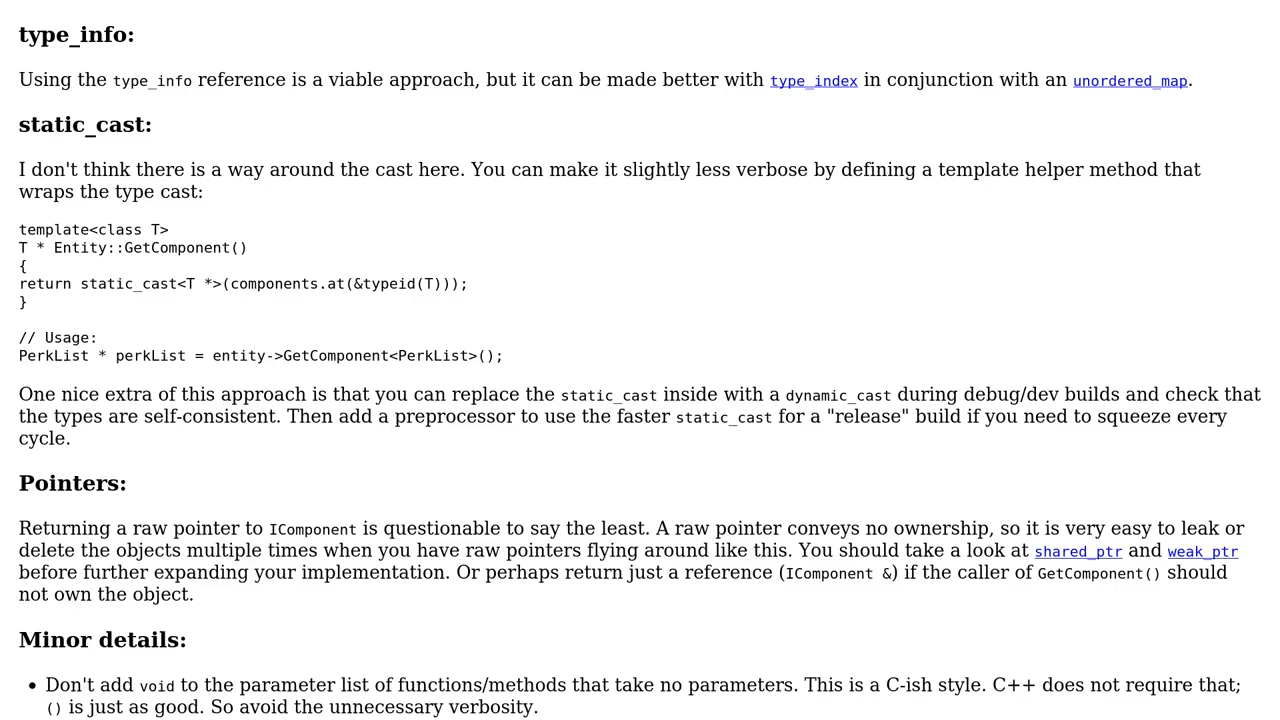 type_info:
Using the type_info reference is a viable approach, but it can be made better with type_index in conjunction with an unordered_map.
static_cast:
I don't think there is a way around the cast here. You can make it slightly less verbose by defining a template helper method that
wraps the type cast:
template<class T>
T * Entity::GetComponent()
{
return static_cast<T *>(components.at(&typeid(T)));
}
// Usage:
PerkList * perkList = entity->GetComponent<PerkList>();
One nice extra of this approach is that you can replace the static_cast inside with a dynamic_cast during debug/dev builds and check that
the types are self-consistent. Then add a preprocessor to use the faster static_cast for a "release" build if you need to squeeze every
cycle.
Pointers:
Returning a raw pointer to IComponent is questionable to say the least. A raw pointer conveys no ownership, so it is very easy to leak or
delete the objects multiple times when you have raw pointers flying around like this. You should take a look at shared_ptr and weak_ptr
before further expanding your implementation. Or perhaps return just a reference (IComponent &) if the caller of GetComponent() should
not own the object.
Minor details:
• Don't add void to the parameter list of functions/methods that take no parameters. This is a C-ish style. C++ does not require that;
() is just as good. So avoid the unnecessary verbosity.